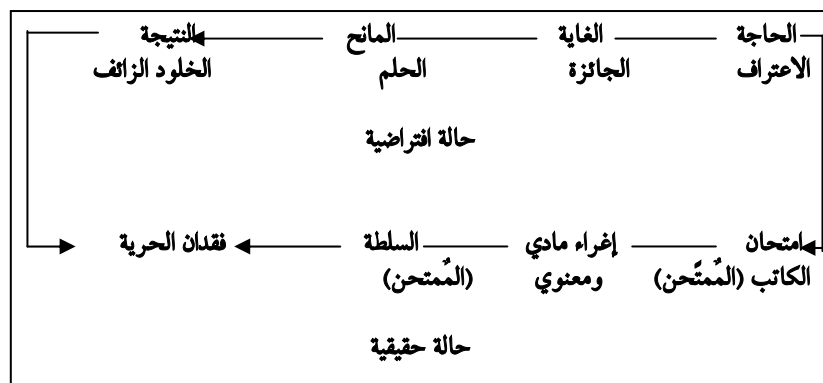 الحاجة الغاية المانح النتيجة
الاعتراف الجائزة الحلم الخلود الزائف
حالة افتراضية
امتحان إغراء مادي السلطة فقدان الحرية
الكاتب (المُمتَحن) ومعنوي (المُمتحن)
حالة حقيقية